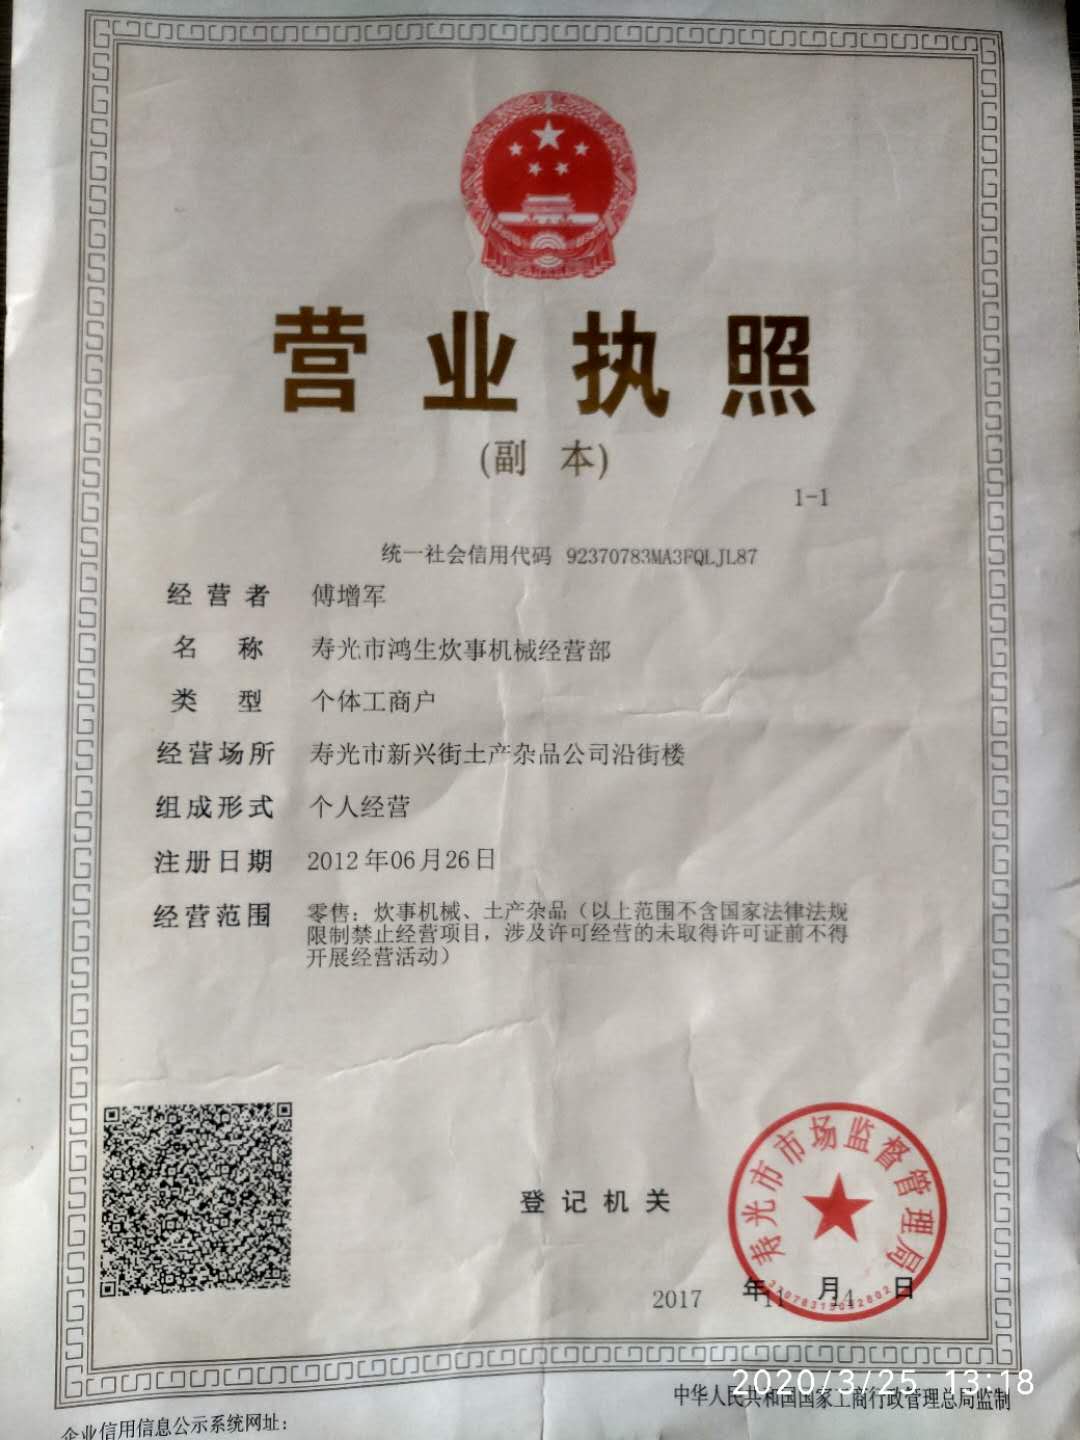 营业执照
(副 本)
1-1
统一社会信用代码 92370783MA3FQLJL87
经营者 傅增军
名称 寿光市鸿生炊事机械经营部
类型 个体工商户
经营场所 寿光市新兴街土产杂品公司沿街楼
组成形式 个人经营
注册日期 2012年06月26日
经营范围 零售：炊事机械、土产杂品（以上范围不含国家法律法规
限制禁止经营项目，涉及许可经营的未取得许可证前不得
开展经营活动）
寿光市市场监督管理局
登记机关
2017 年11 月14 日
2020/3/25 13:18
中华人民共和国国家工商行政管理总局监制
企业信用信息公示系统网址：